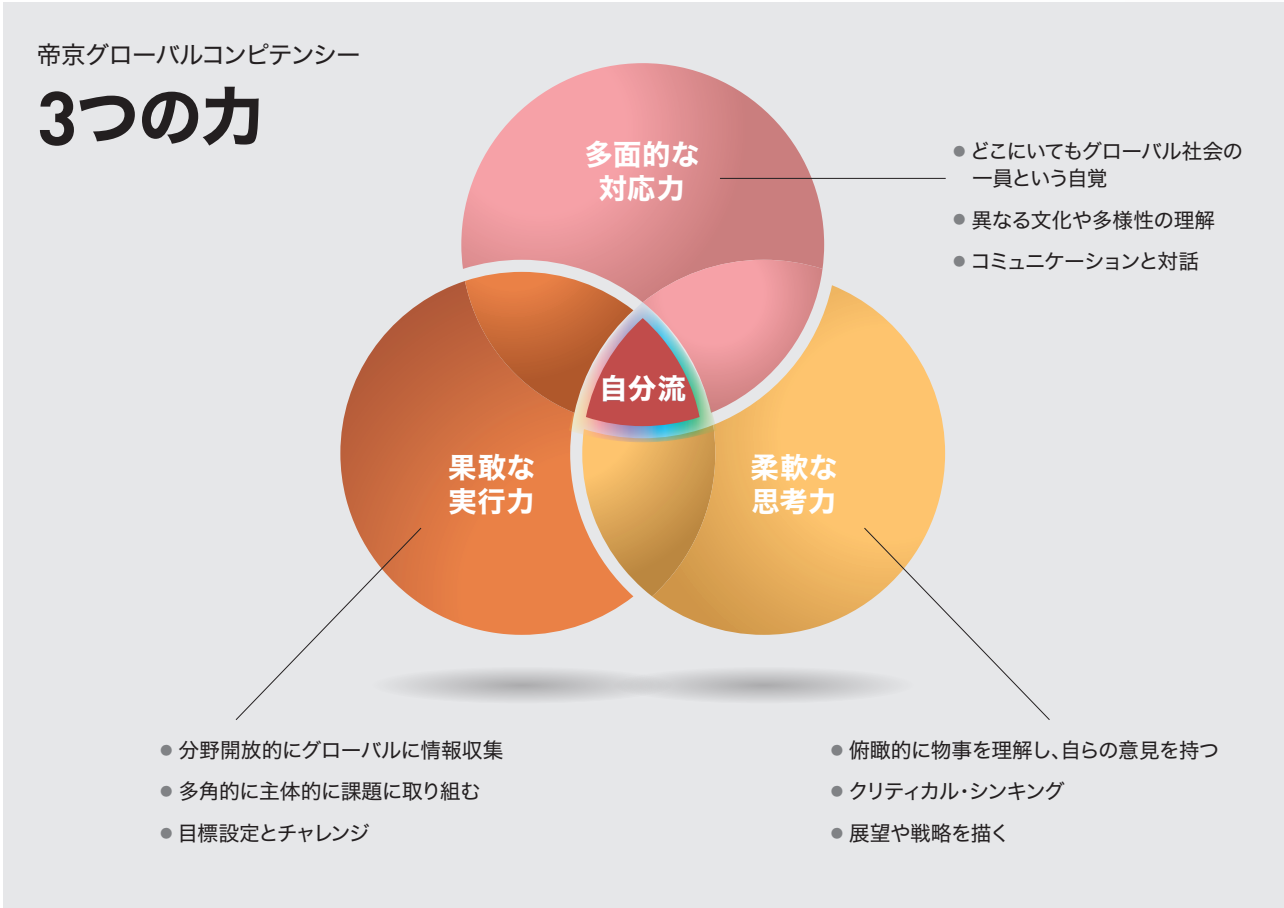 帝京グローバルコンピテンシー
3つの力
多面的な
対応力
● どこにいてもグローバル社会の
一員という自覚
● 異なる文化や多様性の理解
● コミュニケーションと対話
自分流
果敢な
実行力
柔軟な
思考力
● 分野開放的にグローバルに情報収集
● 多角的に主体的に課題に取り組む
● 目標設定とチャレンジ
● 俯瞰的に物事を理解し、自らの意見を持つ
● クリティカル・シンキング
● 展望や戦略を描く